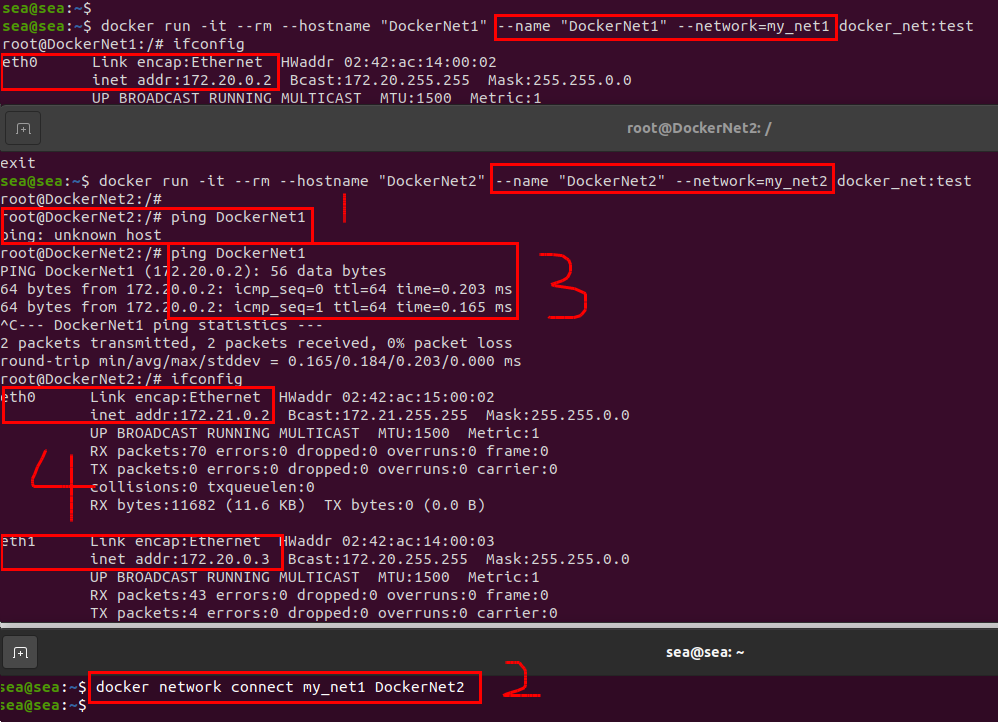 sea@sea:~$
sea@sea:~$ docker run -it --rm --hostname "DockerNet1" --name "DockerNet1" --network=my_net1 docker_net:test
root@DockerNet1:/# ifconfig
eth0 Link encap:Ethernet HWaddr 02:42:ac:14:00:02
inet addr:172.20.0.2 Bcast:172.20.255.255 Mask:255.255.0.0
UP BROADCAST RUNNING MULTICAST MTU:1500 Metric:1
root@DockerNet2: /
exit
sea@sea:~$ docker run -it --rm --hostname "DockerNet2" --name "DockerNet2" --network=my_net2 docker_net:test
root@DockerNet2:/#
1
root@DockerNet2:/# ping DockerNet1
ping: unknown host
root@DockerNet2:/# ping DockerNet1
PING DockerNet1 (172.20.0.2): 56 data bytes
64 bytes from 172.20.0.2: icmp_seq=0 ttl=64 time=0.203 ms
3
64 bytes from 172.20.0.2: icmp_seq=1 ttl=64 time=0.165 ms
^C--- DockerNet1 ping statistics ---
2 packets transmitted, 2 packets received, 0% packet loss
round-trip min/avg/max/stddev = 0.165/0.184/0.203/0.000 ms
root@DockerNet2:/# ifconfig
eth0 Link encap:Ethernet HWaddr 02:42:ac:15:00:02
inet addr:172.21.0.2 Bcast:172.21.255.255 Mask:255.255.0.0
UP BROADCAST RUNNING MULTICAST MTU:1500 Metric:1
RX packets:70 errors:0 dropped:0 overruns:0 frame:0
TX packets:0 errors:0 dropped:0 overruns:0 carrier:0
4
collisions:0 txqueuelen:0
RX bytes:11682 (11.6 KB) TX bytes:0 (0.0 B)
eth1 Link encap:Ethernet HWaddr 02:42:ac:14:00:03
inet addr:172.20.0.3 Bcast:172.20.255.255 Mask:255.255.0.0
UP BROADCAST RUNNING MULTICAST MTU:1500 Metric:1
RX packets:43 errors:0 dropped:0 overruns:0 frame:0
TX packets:4 errors:0 dropped:0 overruns:0 carrier:0
sea@sea: ~
sea@sea:~$ docker network connect my_net1 DockerNet2
2
sea@sea:~$